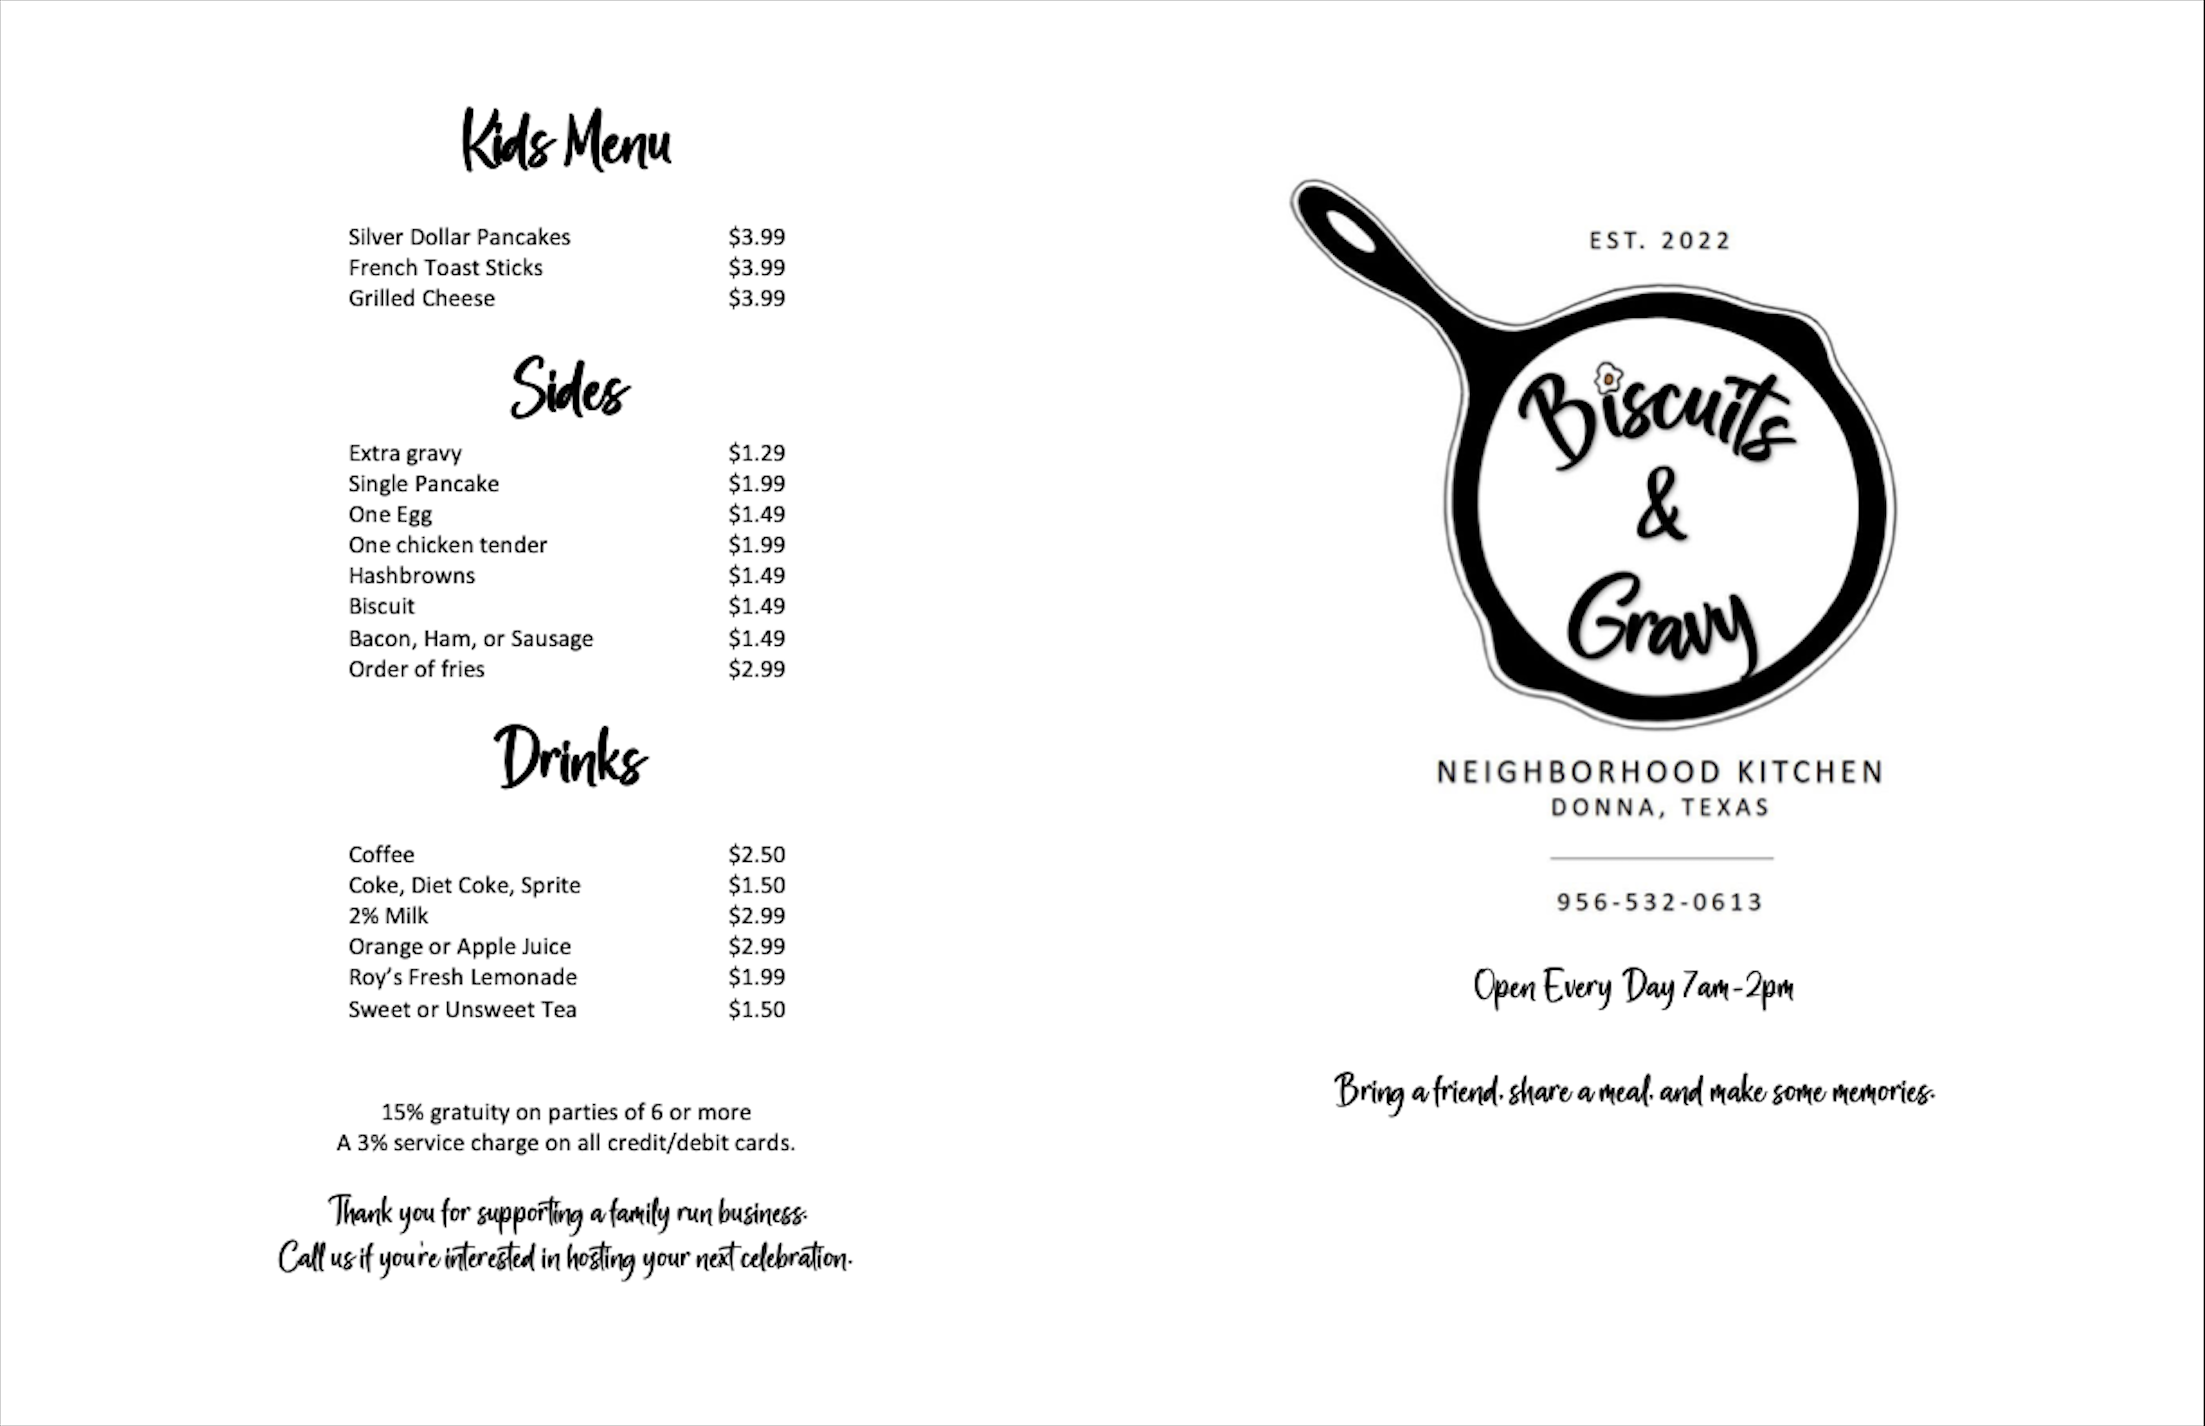 Kids Menu
Silver Dollar Pancakes $3.99
French Toast Sticks $3.99
Grilled Cheese $3.99
Sides
Extra gravy $1.29
Single Pancake $1.99
One Egg $1.49
One chicken tender $1.99
Hashbrowns $1.49
Biscuit $1.49
Bacon, Ham, or Sausage $1.49
Order of fries $2.99
Drinks
Coffee $2.50
Coke, Diet Coke, Sprite $1.50
2% Milk $2.99
Orange or Apple Juice $2.99
Roy’s Fresh Lemonade $1.99
Sweet or Unsweet Tea $1.50
15% gratuity on parties of 6 or more
A 3% service charge on all credit/debit cards.
Thank you for supporting a family run business.
Call us if you're interested in hosting your next celebration.
EST. 2022
Biscuits
&
Gravy
NEIGHBORHOOD KITCHEN
DONNA, TEXAS
956-532-0613
Open Every Day 7am-2pm
Bring a friend, share a meal, and make some memories.